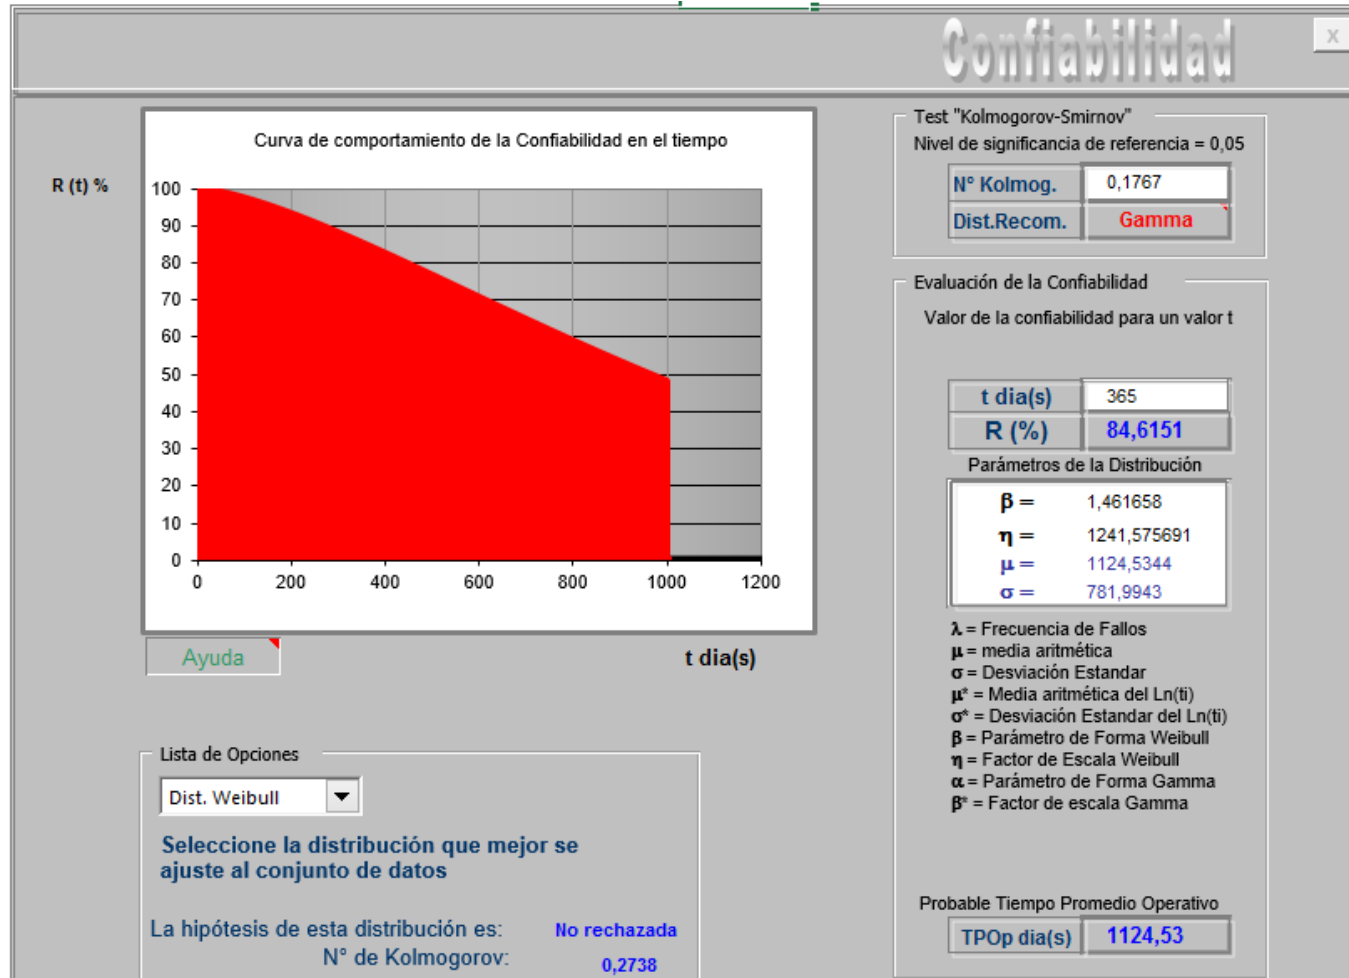 Confiabilidad
x
Curva de comportamiento de la Confiabilidad en el tiempo
R (t) %
100
90
80
70
60
50
40
30
20
10
0
0 200 400 600 800 1000 1200
Ayuda
t dia(s)
Lista de Opciones
Dist. Weibull
Seleccione la distribución que mejor se
ajuste al conjunto de datos
La hipótesis de esta distribución es: No rechazada
N° de Kolmogorov: 0,2738
Test "Kolmogorov-Smirnov"
Nivel de significancia de referencia = 0,05
N° Kolmog. 0,1767
Dist.Recom. Gamma
Evaluación de la Confiabilidad
Valor de la confiabilidad para un valor t
t dia(s) 365
R (%) 84,6151
Parámetros de la Distribución
β = 1,461658
η = 1241,575691
μ = 1124,5344
σ = 781,9943
λ = Frecuencia de Fallos
μ = media aritmética
σ = Desviación Estandar
μ* = Media aritmética del Ln(ti)
σ* = Desviación Estandar del Ln(ti)
β = Parámetro de Forma Weibull
η = Factor de Escala Weibull
α = Parámetro de Forma Gamma
β* = Factor de escala Gamma
Probable Tiempo Promedio Operativo
TPOp dia(s) 1124,53